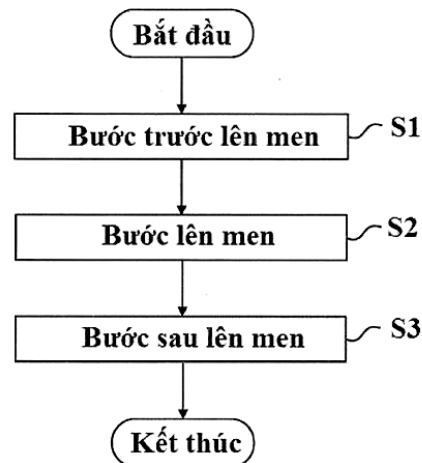 Bắt đầu
Bước trước lên men S1
Bước lên men S2
Bước sau lên men S3
Kết thúc